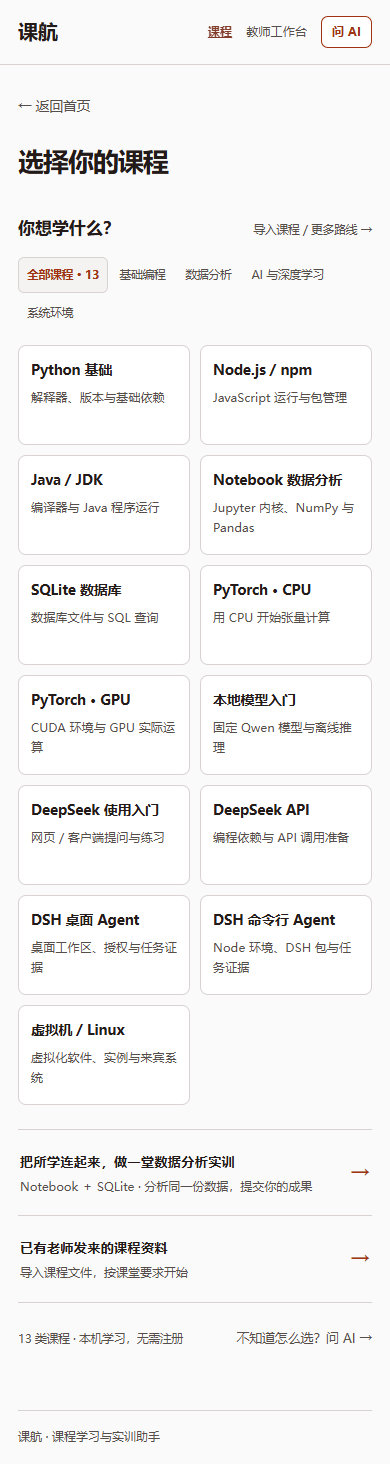 课航
课程 教师工作台 问 AI
← 返回首页
选择你的课程
你想学什么？
导入课程 / 更多路线 →
全部课程 · 13 基础编程 数据分析 AI 与深度学习
系统环境
Python 基础
解释器、版本与基础依赖
Node.js / npm
JavaScript 运行与包管理
Java / JDK
编译器与 Java 程序运行
Notebook 数据分析
Jupyter 内核、NumPy 与
Pandas
SQLite 数据库
数据库文件与 SQL 查询
PyTorch · CPU
用 CPU 开始张量计算
PyTorch · GPU
CUDA 环境与 GPU 实际运
算
本地模型入门
固定 Qwen 模型与离线推
理
DeepSeek 使用入门
网页 / 客户端提问与练习
DeepSeek API
编程依赖与 API 调用准备
DSH 桌面 Agent
桌面工作区、授权与任务证
据
DSH 命令行 Agent
Node 环境、DSH 包与任
务证据
虚拟机 / Linux
虚拟化软件、实例与来宾系
统
把所学连起来，做一堂数据分析实训
Notebook + SQLite · 分析同一份数据，提交你的成果
→
已有老师发来的课程资料
导入课程文件，按课堂要求开始
→
13 类课程 · 本机学习，无需注册
不知道怎么选？问 AI →
课航 · 课程学习与实训助手